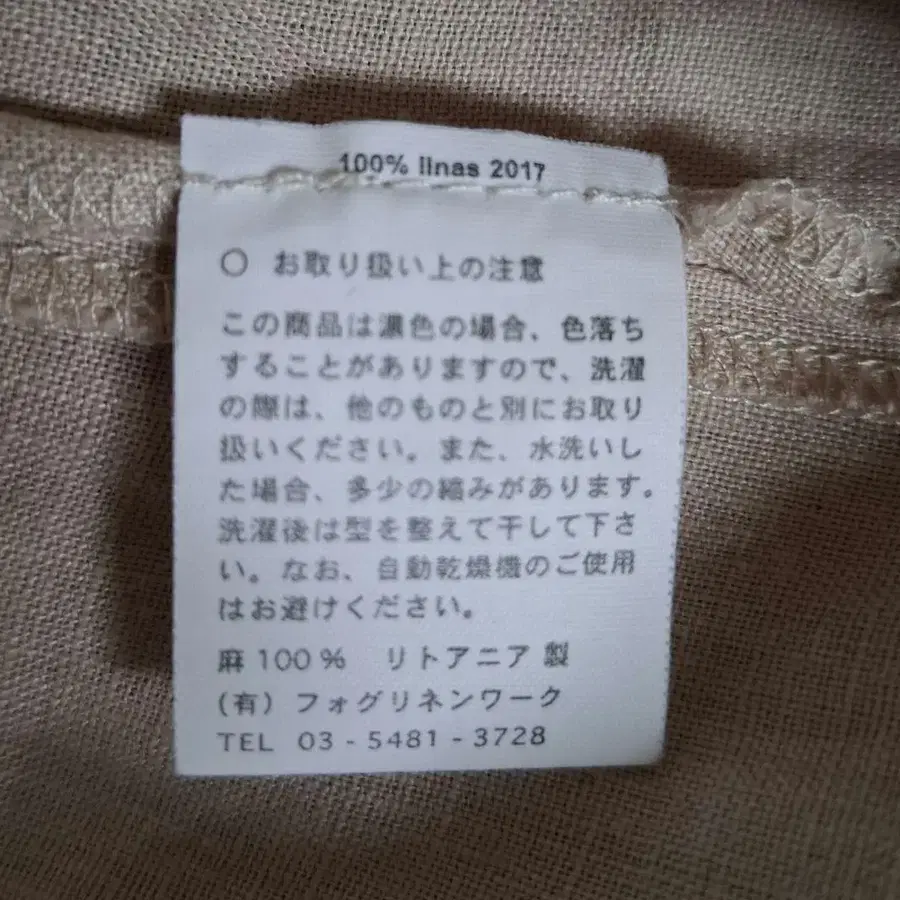 100% linas 2017
○ お取り扱い上の注意
この商品は濃色の場合、色落ち
することがありますので、洗濯
の際は、他のものと別にお取り
扱いください。また、水洗いし
た場合、多少の縮みがあります。
洗濯後は型を整えて干して下さ
い。なお、自動乾燥機のご使用
はお避けください。
麻 100% リトアニア 製
(有) フォグリネンワーク
TEL 03 - 5481 - 3728